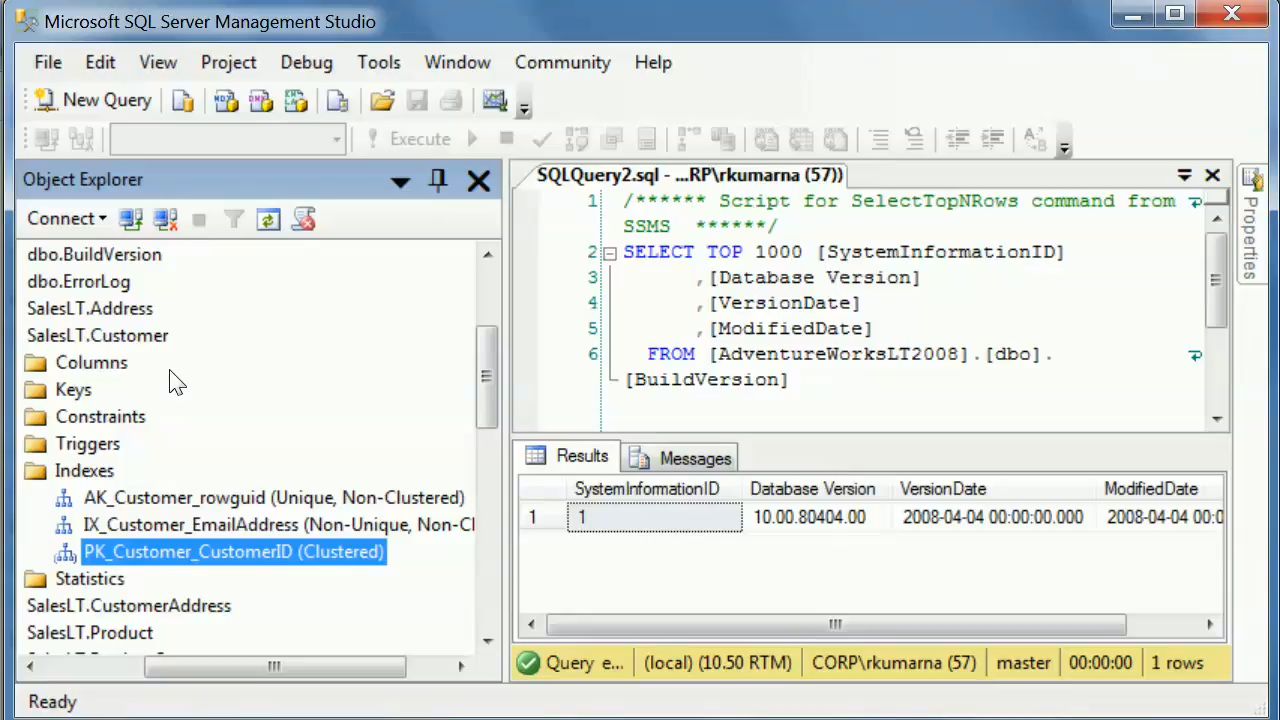 Microsoft SQL Server Management Studio
File Edit View Project Debug Tools Window Community Help
New Query
Execute
Object Explorer
Connect
dbo.BuildVersion
dbo.ErrorLog
SalesLT.Address
SalesLT.Customer
Columns
Keys
Constraints
Triggers
Indexes
AK_Customer_rowguid (Unique, Non-Clustered)
IX_Customer_EmailAddress (Non-Unique, Non-Cl
PK_Customer_CustomerID (Clustered)
Statistics
SalesLT.CustomerAddress
SalesLT.Product
SQLQuery2.sql - ...RP\rkumarna (57))
1 /****** Script for SelectTopNRows command from
SSMS ******/
2 SELECT TOP 1000 [SystemInformationID]
3 ,[Database Version]
4 ,[VersionDate]
5 ,[ModifiedDate]
6 FROM [AdventureWorksLT2008].[dbo].
[BuildVersion]
Properties
Results Messages
SystemInformationID Database Version VersionDate ModifiedDate
1 1 10.00.80404.00 2008-04-04 00:00:00.000 2008-04-04 00:0
Query e... (local) (10.50 RTM) CORP\rkumarna (57) master 00:00:00 1 rows
Ready